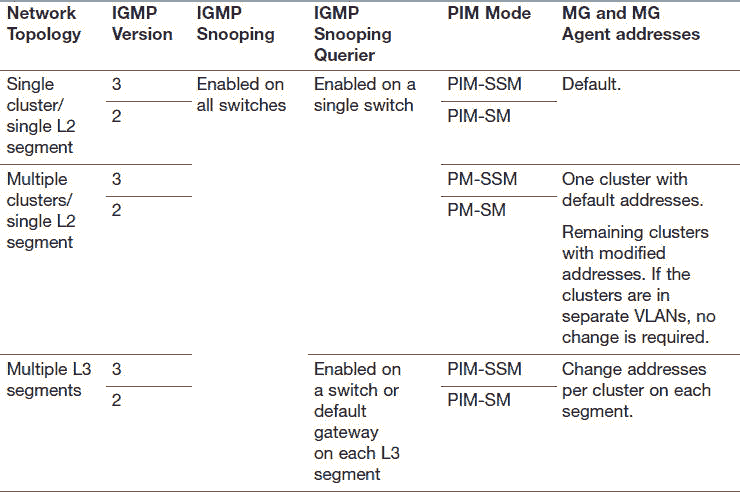 Network Topology | IGMP Version | IGMP Snooping | IGMP Snooping Querier | PIM Mode | MG and MG Agent addresses
Single
cluster/
single L2
segment
3
2
Enabled on
all switches
Enabled on a
single switch
PIM-SSM
PIM-SM
Default.
Multiple
clusters/
single L2
segment
3
2
PM-SSM
PM-SM
One cluster with
default addresses.
Remaining clusters
with modified
addresses. If the
clusters are in
separate VLANs, no
change is required.
Multiple L3
segments
3
2
Enabled on
a switch or
default
gateway
on each L3
segment
PIM-SSM
PIM-SM
Change addresses
per cluster on each
segment.